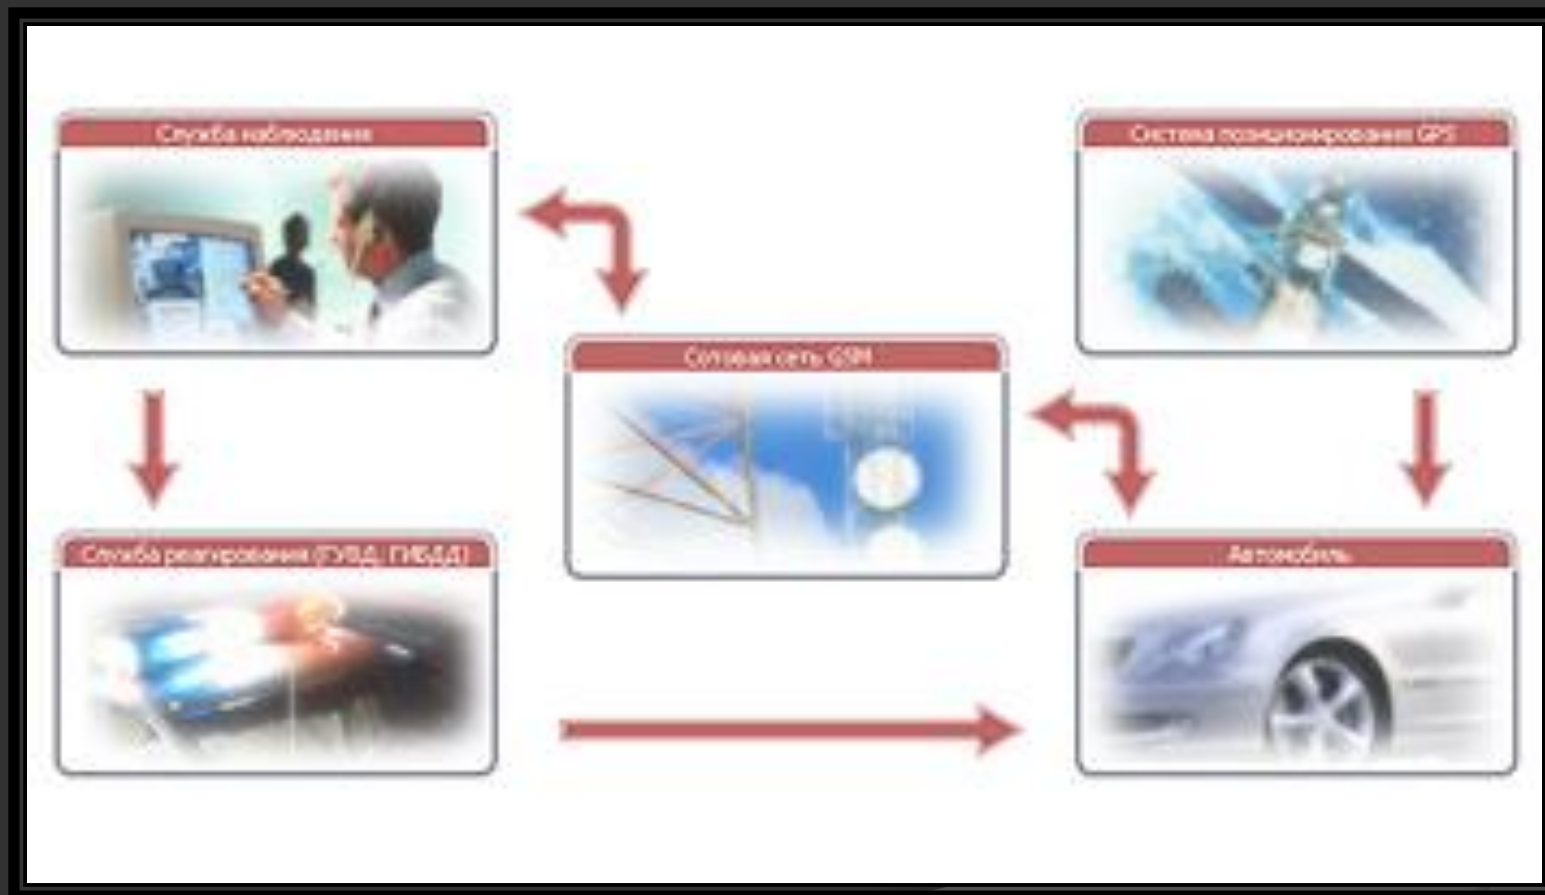 Служба наблюдения
Система позиционирования GPS
Сотовая сеть GSM
Служба реагирования (ГУВД, ГИБДД)
Автомобиль